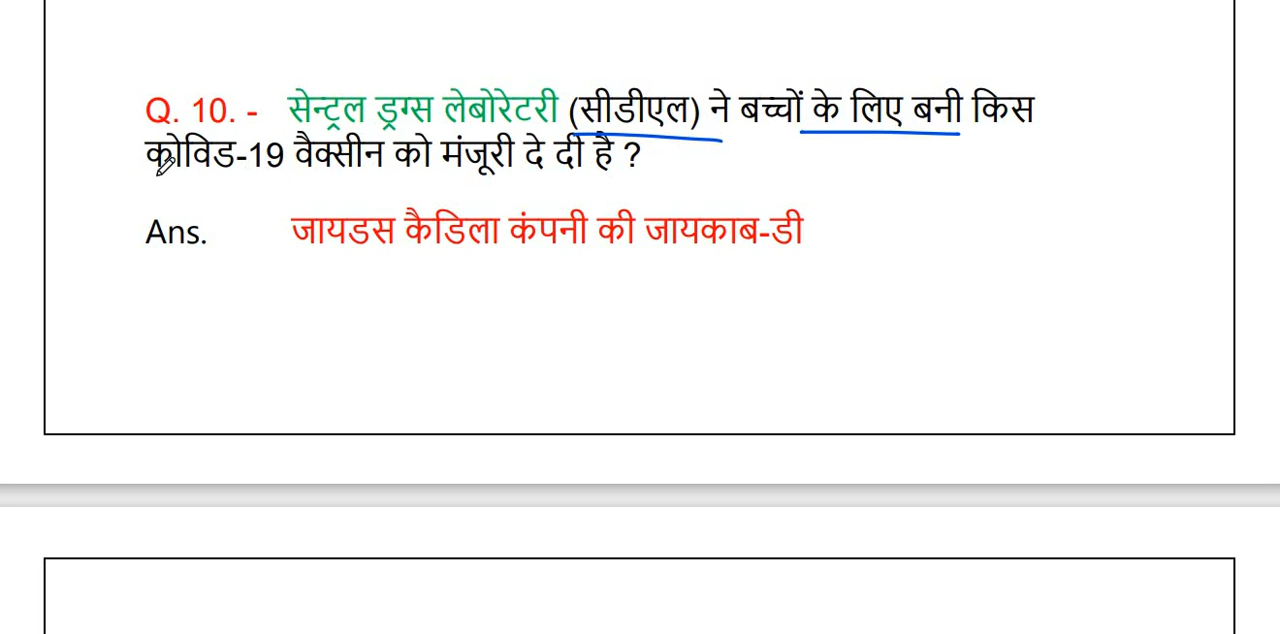 Q. 10. - सेन्ट्रल ड्रग्स लेबोरेटरी (सीडीएल) ने बच्चों के लिए बनी किस
कोविड-19 वैक्सीन को मंजूरी दे दी है ?
Ans. जायडस कैडिला कंपनी की जायकाब-डी